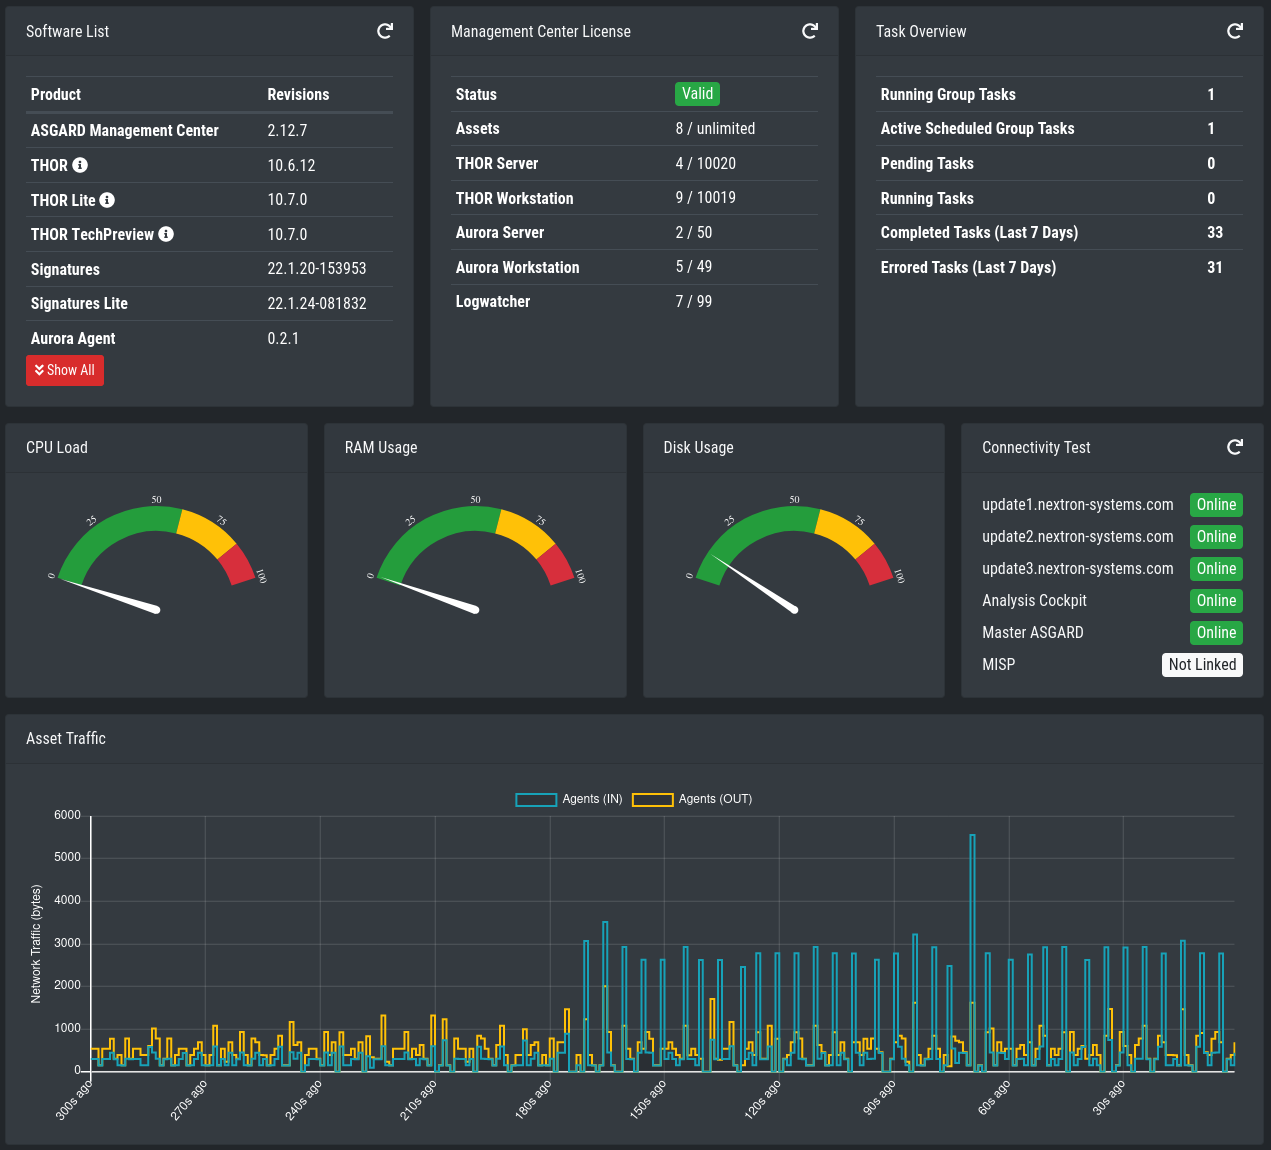 Software List
Product Revisions
ASGARD Management Center 2.12.7
THOR 10.6.12
THOR Lite 10.7.0
THOR TechPreview 10.7.0
Signatures 22.1.20-153953
Signatures Lite 22.1.24-081832
Aurora Agent 0.2.1
Show All
Management Center License
Status Valid
Assets 8 / unlimited
THOR Server 4 / 10020
THOR Workstation 9 / 10019
Aurora Server 2 / 50
Aurora Workstation 5 / 49
Logwatcher 7 / 99
Task Overview
Running Group Tasks 1
Active Scheduled Group Tasks 1
Pending Tasks 0
Running Tasks 0
Completed Tasks (Last 7 Days) 33
Errored Tasks (Last 7 Days) 31
CPU Load
0 25 50 75 100
RAM Usage
0 25 50 75 100
Disk Usage
0 25 50 75 100
Connectivity Test
update1.nextron-systems.com Online
update2.nextron-systems.com Online
update3.nextron-systems.com Online
Analysis Cockpit Online
Master ASGARD Online
MISP Not Linked
Asset Traffic
Agents (IN) Agents (OUT)
Network Traffic (bytes)
6000
5000
4000
3000
2000
1000
0
300s ago 270s ago 240s ago 210s ago 180s ago 150s ago 120s ago 90s ago 60s ago 30s ago